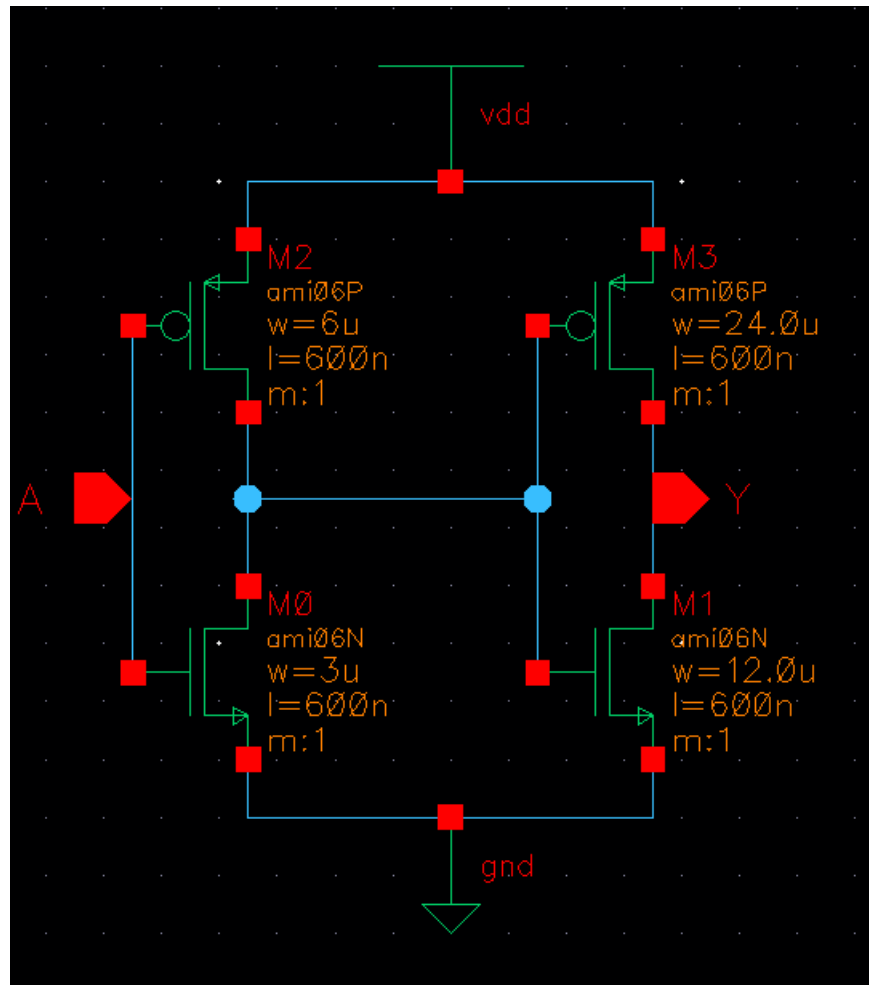 vdd
M2
ami06P
w=6u
l=600n
m:1
M3
ami06P
w=24.0u
l=600n
m:1
A
Y
M0
ami06N
w=3u
l=600n
m:1
M1
ami06N
w=12.0u
l=600n
m:1
gnd